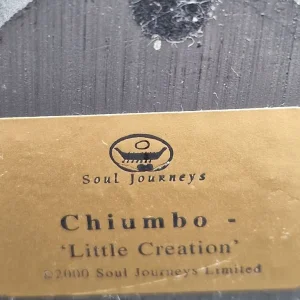 Soul Journeys
Chiumbo -
'Little Creation'
©2000 Soul Journeys Limited